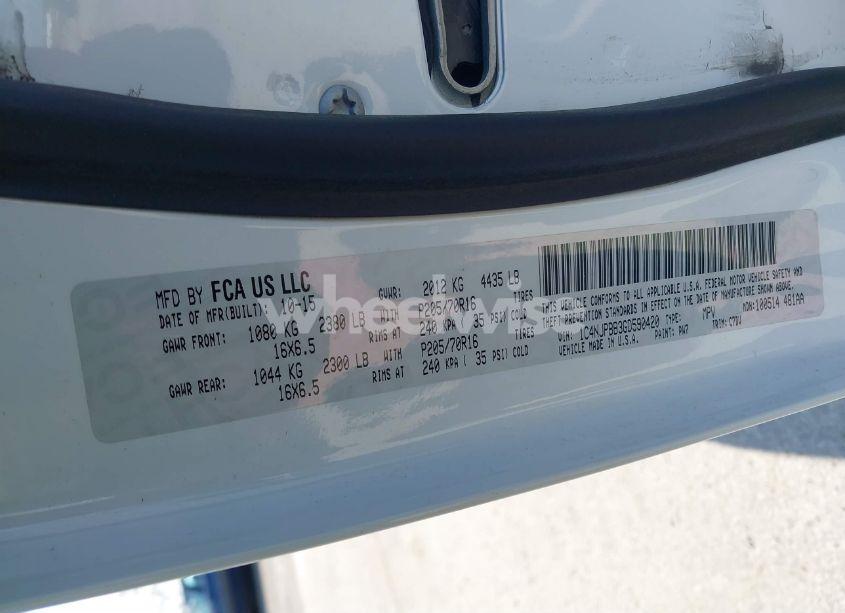 MFD BY FCA US LLC
DATE OF MFR(BUILT): 10-15 GVWR: 2012 KG 4435 LB
GAWR FRONT: 1080 KG 2380 LB WITH P205/70R16 TIRES
16X6.5 RIMS AT 240 KPA ( 35 PSI) COLD
GAWR REAR: 1044 KG 2300 LB WITH P205/70R16 TIRES
16X6.5 RIMS AT 240 KPA ( 35 PSI) COLD
THIS VEHICLE CONFORMS TO ALL APPLICABLE U.S.A. FEDERAL MOTOR VEHICLE SAFETY AND
THEFT PREVENTION STANDARDS IN EFFECT ON THE DATE OF MANUFACTURE SHOWN ABOVE.
VIN: 1C4NJPBB3GD590420 TYPE: MPV MDH: 100514 481AA
VEHICLE MADE IN U.S.A. PAINT: PW7 TRIM:
wheelwise